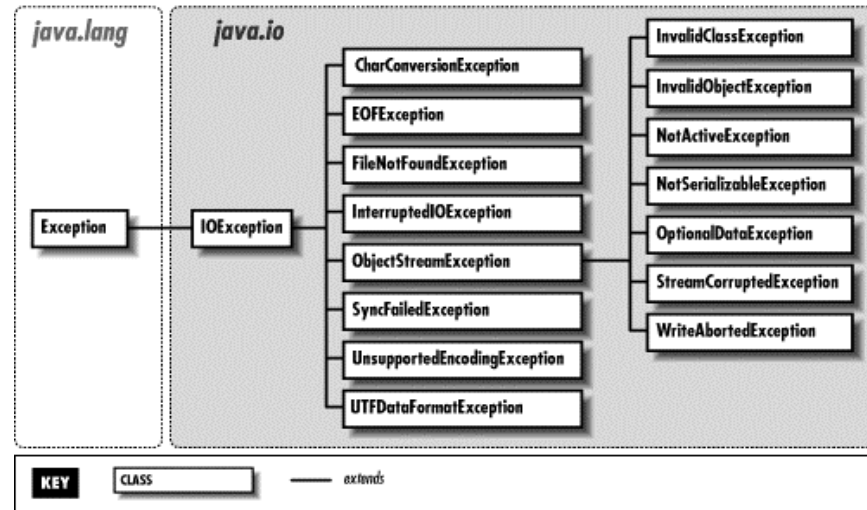 java.lang
java.io
Exception
IOException
CharConversionException
EOFException
FileNotFoundException
InterruptedIOException
ObjectStreamException
SyncFailedException
UnsupportedEncodingException
UTFDataFormatException
InvalidClassException
InvalidObjectException
NotActiveException
NotSerializableException
OptionalDataException
StreamCorruptedException
WriteAbortedException
KEY
CLASS
extends